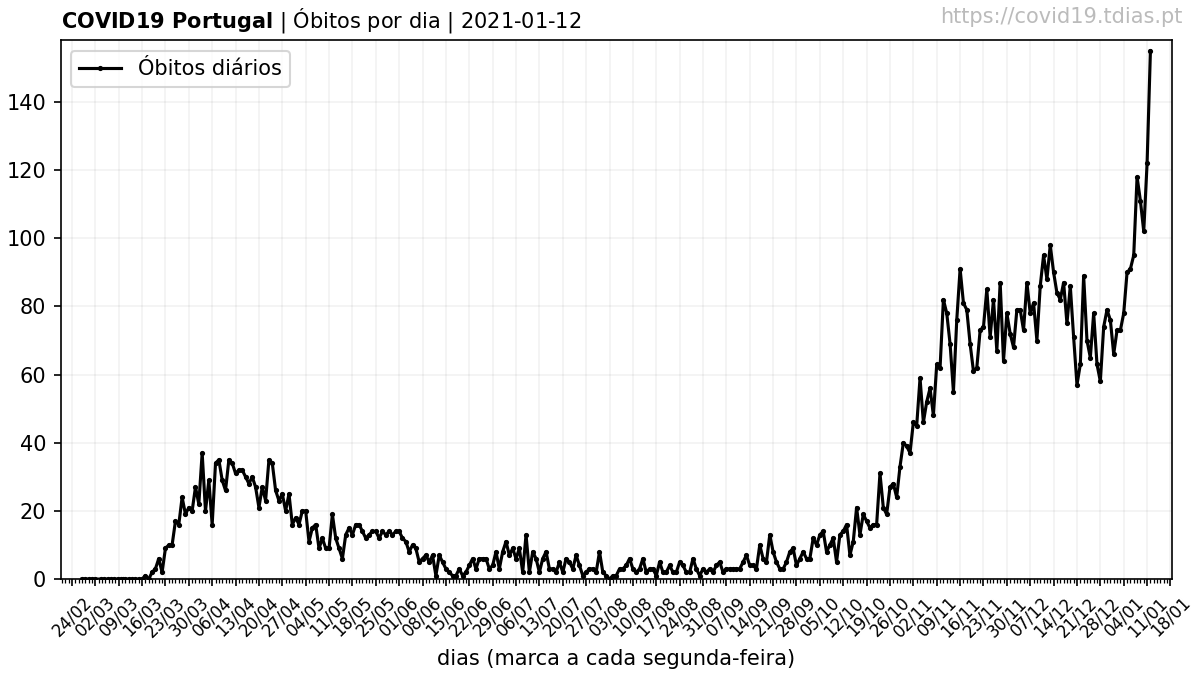 COVID19 Portugal | Óbitos por dia | 2021-01-12
https://covid19.tdias.pt
Óbitos diários
140
120
100
80
60
40
20
0
24/02 02/03 09/03 16/03 23/03 30/03 06/04 13/04 20/04 27/04 04/05 11/05 18/05 25/05 01/06 08/06 15/06 22/06 29/06 06/07 13/07 20/07 27/07 03/08 10/08 17/08 24/08 31/08 07/09 14/09 21/09 28/09 05/10 12/10 19/10 26/10 02/11 09/11 16/11 23/11 30/11 07/12 14/12 21/12 28/12 04/01 11/01 18/01
dias (marca a cada segunda-feira)